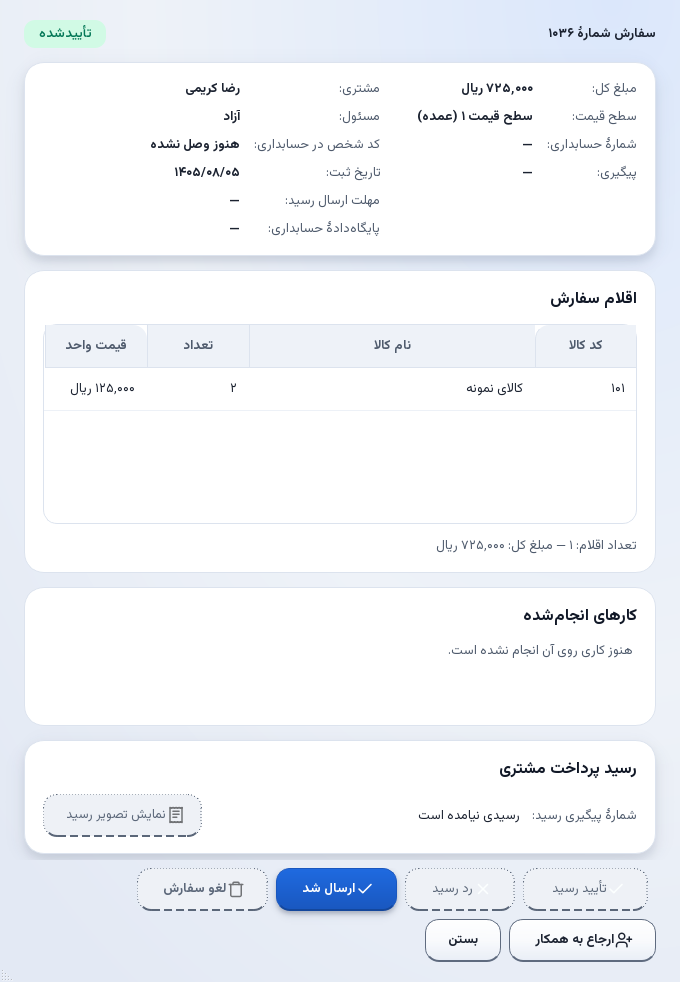 سفارش شمارهٔ ۱۰۳۶
تأییدشده
مبلغ کل: ۷۲۵,۰۰۰ ریال
مشتری: رضا کریمی
سطح قیمت: سطح قیمت ۱ (عمده)
مسئول: آزاد
شمارهٔ حسابداری: —
کد شخص در حسابداری: هنوز وصل نشده
پیگیری: —
تاریخ ثبت: ۱۴۰۵/۰۸/۰۵
مهلت ارسال رسید: —
پایگاه‌دادهٔ حسابداری: —
اقلام سفارش
کد کالا نام کالا تعداد قیمت واحد
۱۰۱ کالای نمونه ۲ ۱۲۵,۰۰۰ ریال
تعداد اقلام: ۱ — مبلغ کل: ۷۲۵,۰۰۰ ریال
کارهای انجام‌شده
هنوز کاری روی آن انجام نشده است.
رسید پرداخت مشتری
شمارهٔ پیگیری رسید: رسیدی نیامده است
نمایش تصویر رسید
تأیید رسید
رد رسید
ارسال شد
لغو سفارش
ارجاع به همکار
بستن